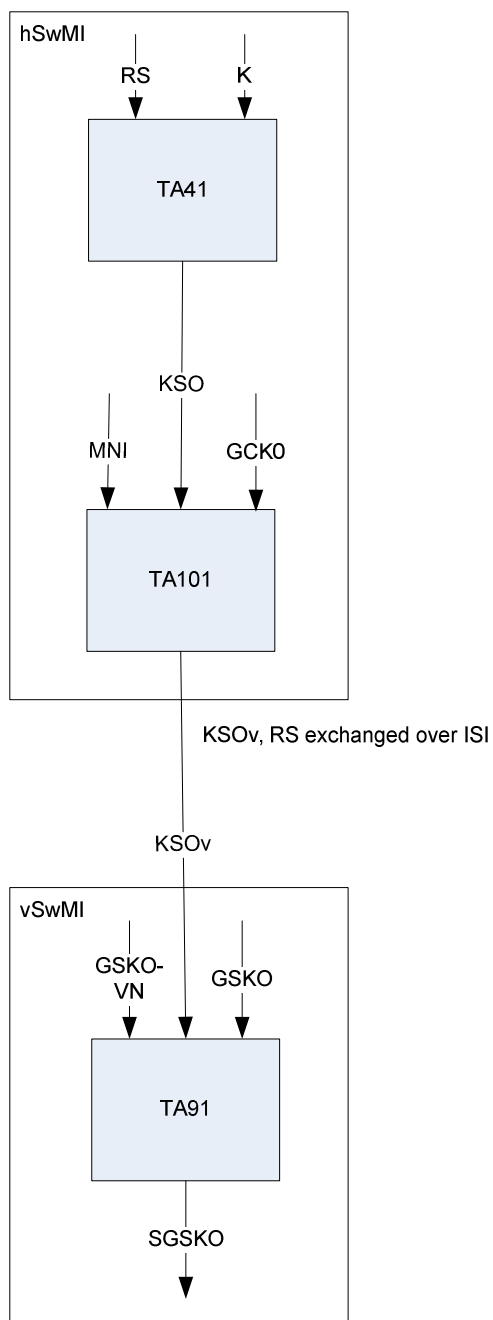 hSwMI
RS
K
TA41
KSO
MNI
GCK0
TA101
KSOv, RS exchanged over ISI
KSOv
vSwMI
GSKO-
VN
GSKO
TA91
SGSKO